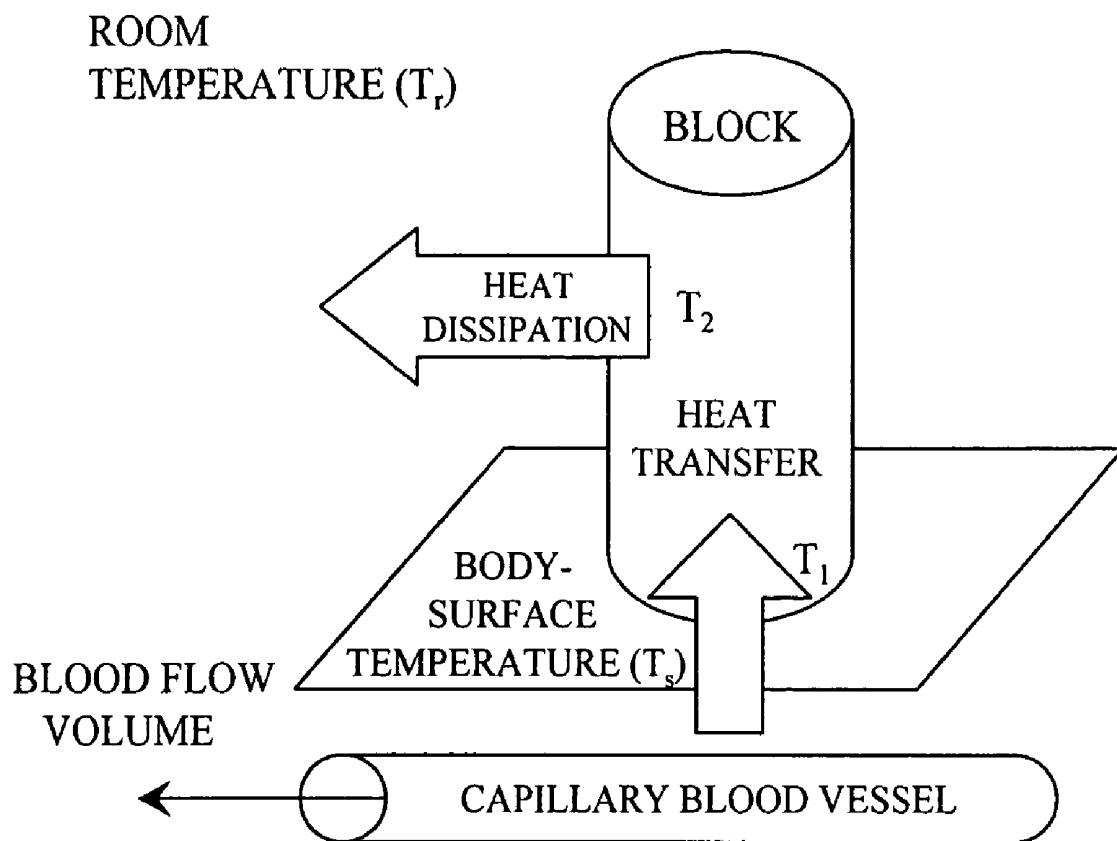 ROOM
TEMPERATURE (Tr)
BLOCK
HEAT
DISSIPATION
T2
HEAT
TRANSFER
T1
BODY-
SURFACE
TEMPERATURE (Ts)
BLOOD FLOW
VOLUME
CAPILLARY BLOOD VESSEL